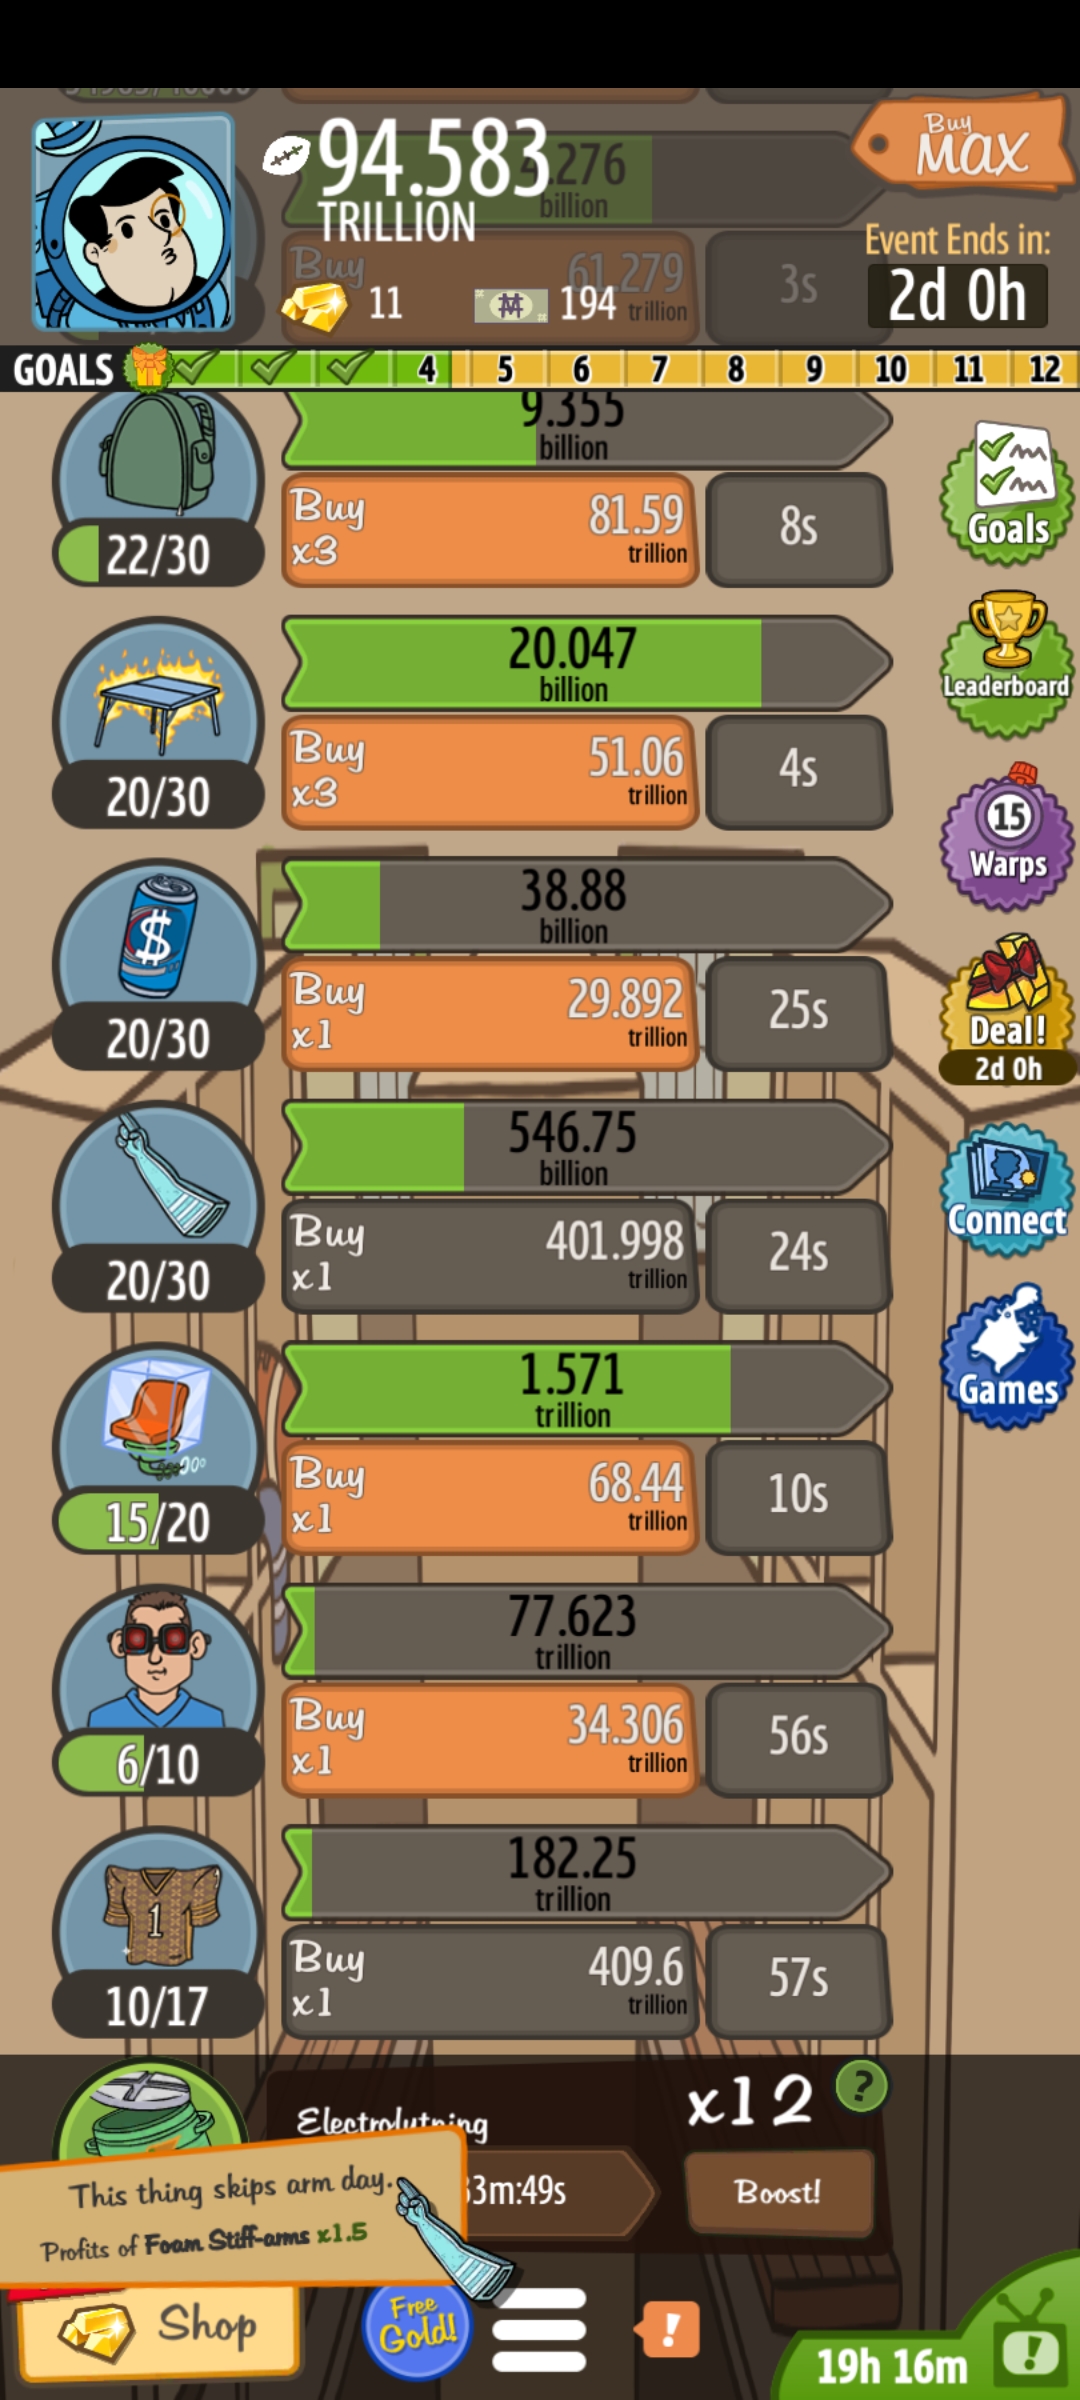 94.583
TRILLION
.276
billion
Buy
MAX
Event Ends in:
2d 0h
Buy
61.279
trillion
3s
11
194
GOALS
4
5
6
7
8
9
10
11
12
9.355
billion
22/30
Buy
x3
81.59
trillion
8s
Goals
20.047
billion
20/30
Buy
x3
51.06
trillion
4s
Leaderboard
15
Warps
38.88
billion
$
20/30
Buy
x1
29.892
trillion
25s
Deal!
2d 0h
546.75
billion
20/30
Buy
x1
401.998
trillion
24s
Connect
1.571
trillion
15/20
Buy
x1
68.44
trillion
10s
Games
77.623
trillion
6/10
Buy
x1
34.306
trillion
56s
182.25
trillion
1
10/17
Buy
x1
409.6
trillion
57s
x12
?
3m:49s
Boost!
This thing skips arm day.
Profits of Foam Stiff-arms x1.5
Shop
Free
Gold!
!
19h 16m
!